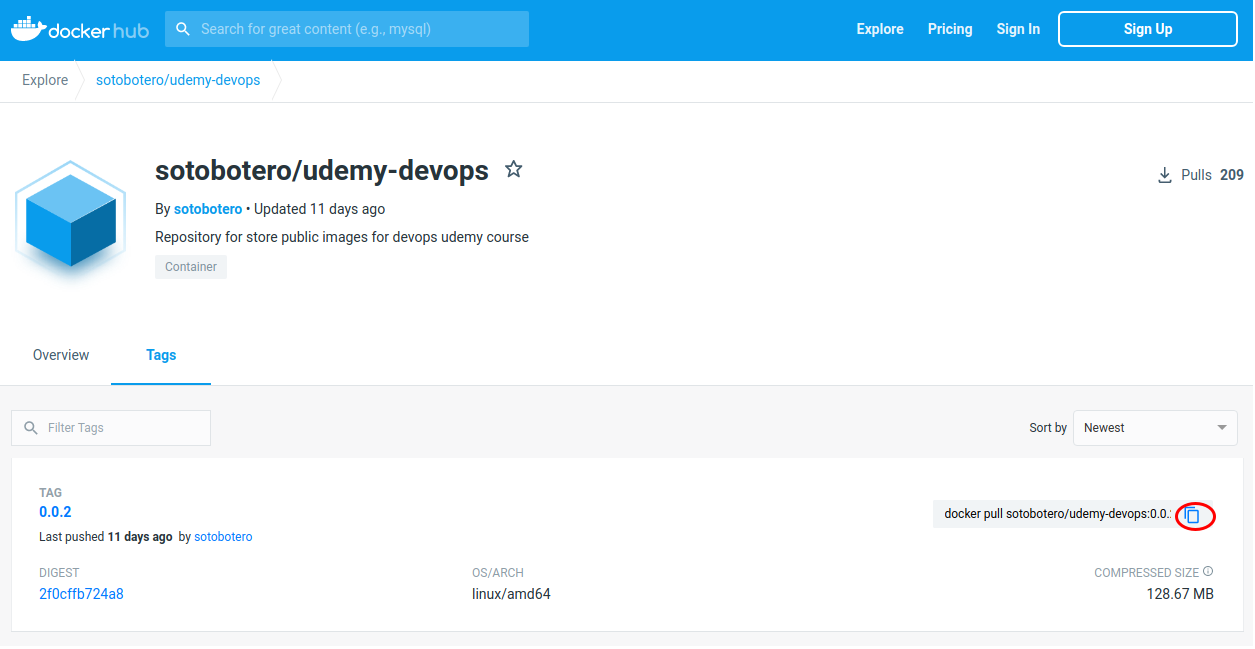 docker hub
Search for great content (e.g., mysql)
Explore
Pricing
Sign In
Sign Up
Explore
sotobotero/udemy-devops
sotobotero/udemy-devops
Pulls 209
By sotobotero • Updated 11 days ago
Repository for store public images for devops udemy course
Container
Overview
Tags
Filter Tags
Sort by
Newest
TAG
0.0.2
docker pull sotobotero/udemy-devops:0.0.
Last pushed 11 days ago by sotobotero
DIGEST
OS/ARCH
COMPRESSED SIZE
2f0cffb724a8
linux/amd64
128.67 MB